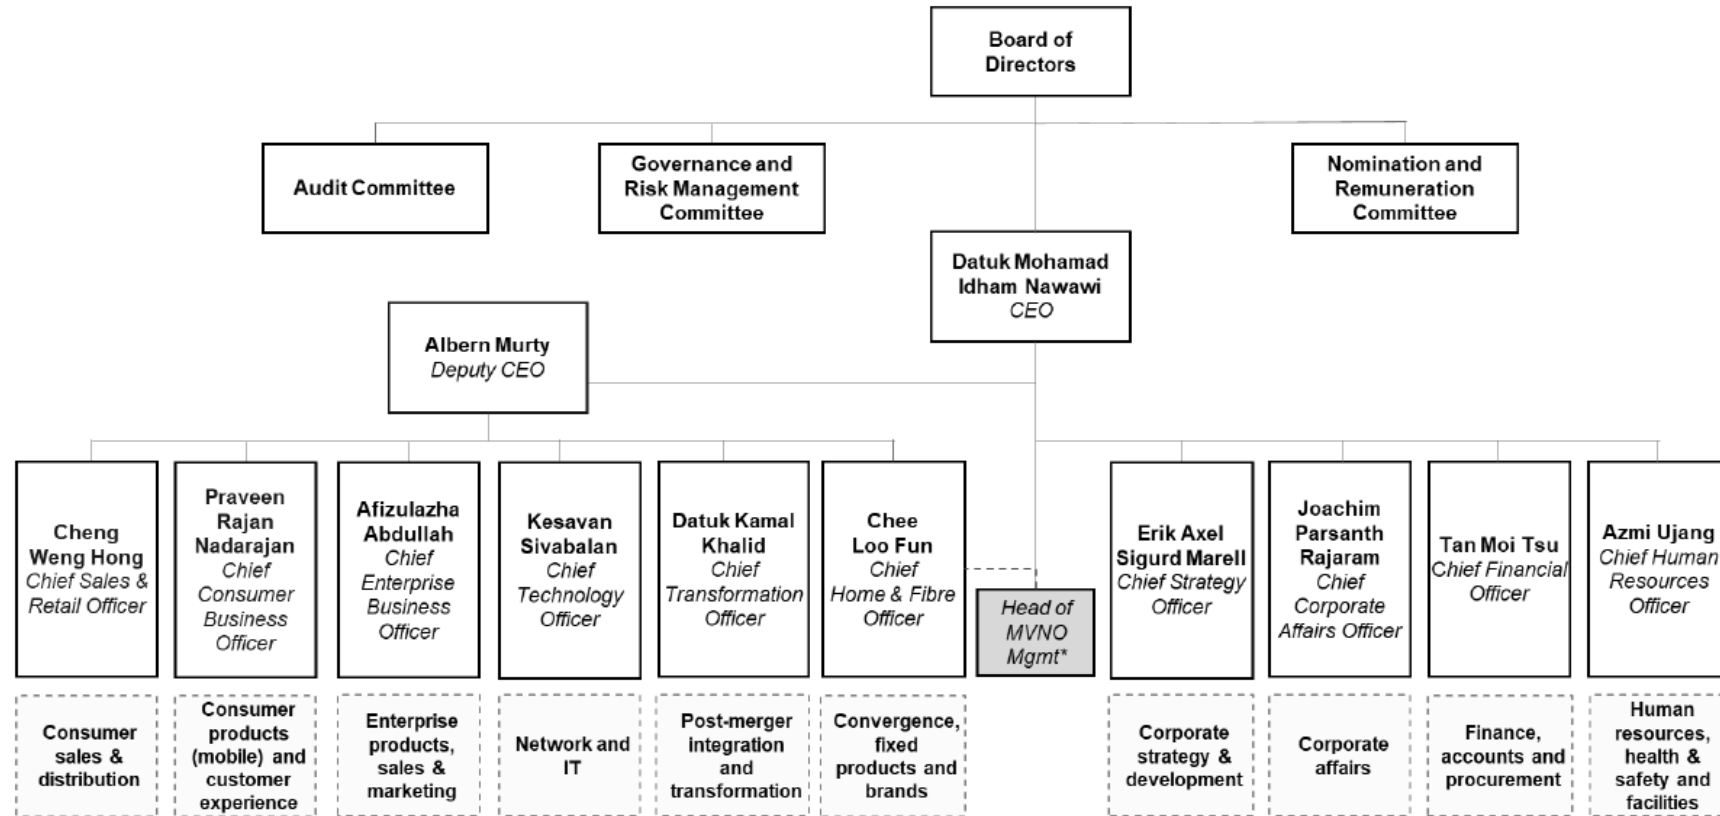 Board of
Directors
Audit Committee
Governance and
Risk Management
Committee
Nomination and
Remuneration
Committee
Datuk Mohamad
Idham Nawawi
CEO
Albern Murty
Deputy CEO
Cheng
Weng Hong
Chief Sales &
Retail Officer
Praveen
Rajan
Nadarajan
Chief
Consumer
Business
Officer
Afizulazha
Abdullah
Chief
Enterprise
Business
Officer
Kesavan
Sivabalan
Chief
Technology
Officer
Datuk Kamal
Khalid
Chief
Transformation
Officer
Chee
Loo Fun
Chief
Home & Fibre
Officer
Head of
MVNO
Mgmt*
Erik Axel
Sigurd Marell
Chief Strategy
Officer
Joachim
Parsanth
Rajaram
Chief
Corporate
Affairs Officer
Tan Moi Tsu
Chief Financial
Officer
Azmi Ujang
Chief Human
Resources
Officer
Consumer
sales &
distribution
Consumer
products
(mobile) and
customer
experience
Enterprise
products,
sales &
marketing
Network and
IT
Post-merger
integration
and
transformation
Convergence,
fixed
products and
brands
Corporate
strategy &
development
Corporate
affairs
Finance,
accounts and
procurement
Human
resources,
health &
safety and
facilities